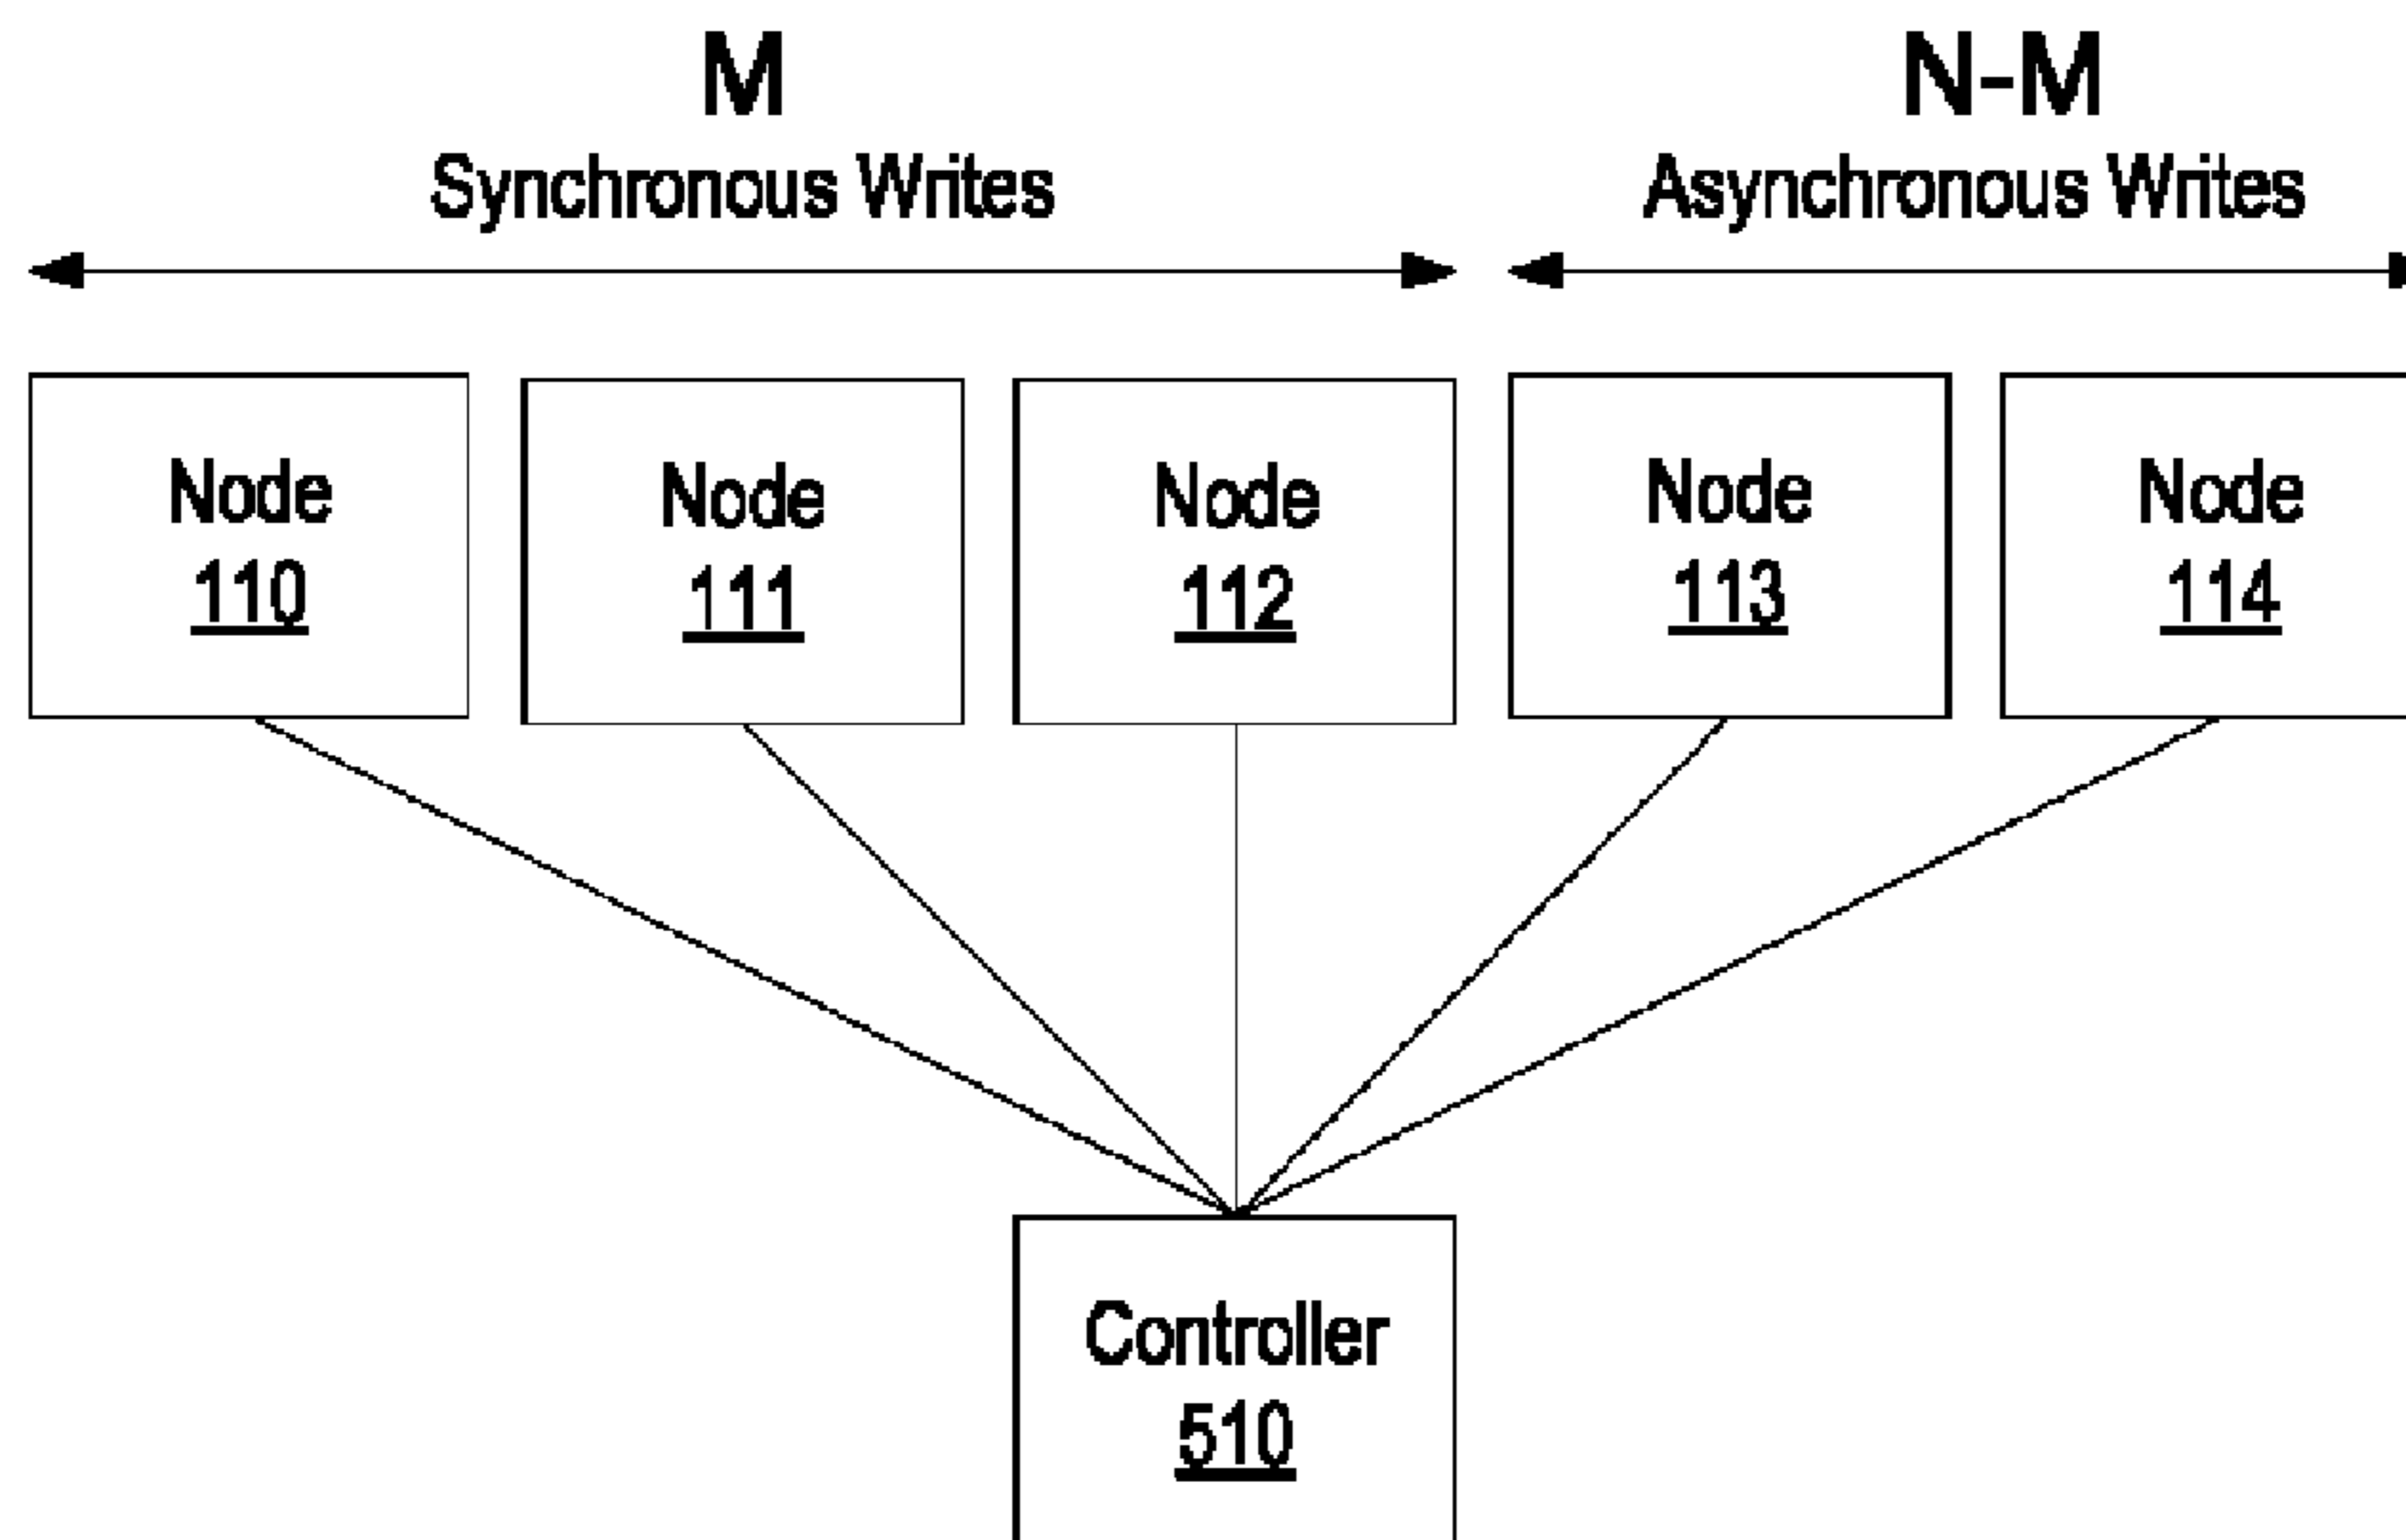 M
Synchronous Writes
N-M
Asynchronous Writes
Node
110
Node
111
Node
112
Node
113
Node
114
Controller
510